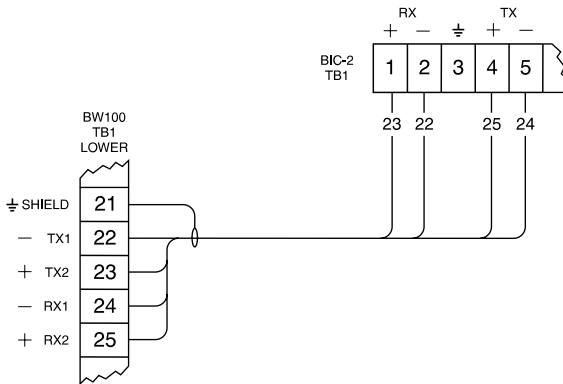 RX TX
+ − ⏚ + −
BIC-2
TB1
1 2 3 4 5
23 22 25 24
BW100
TB1
LOWER
⏚ SHIELD 21
− TX1 22
+ TX2 23
− RX1 24
+ RX2 25